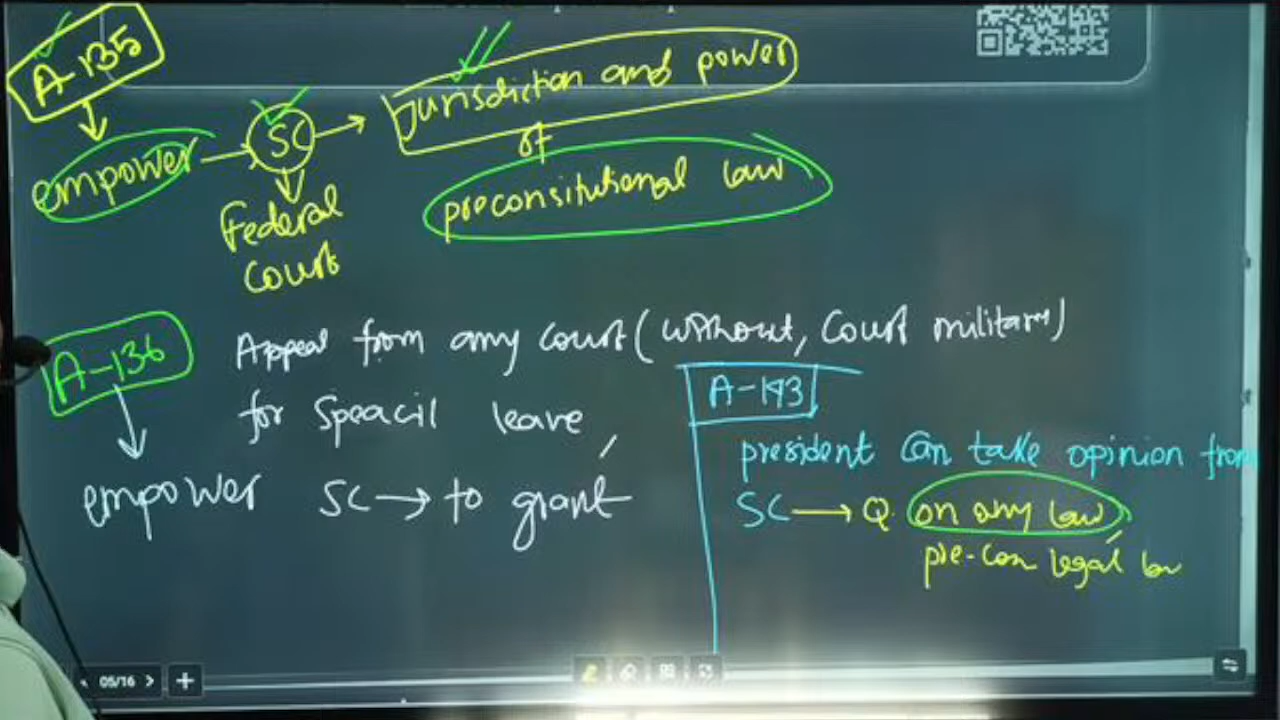 A-135
empower → SC → Jurisdiction and power
of
preconsitutional law
Federal
Court
A-136
Appeal from any court (without, Court military)
for Speacil leave
empower SC → to grant
A-143
president can take opinion from
SC → Q. on any law
pre-con legal law
05/16